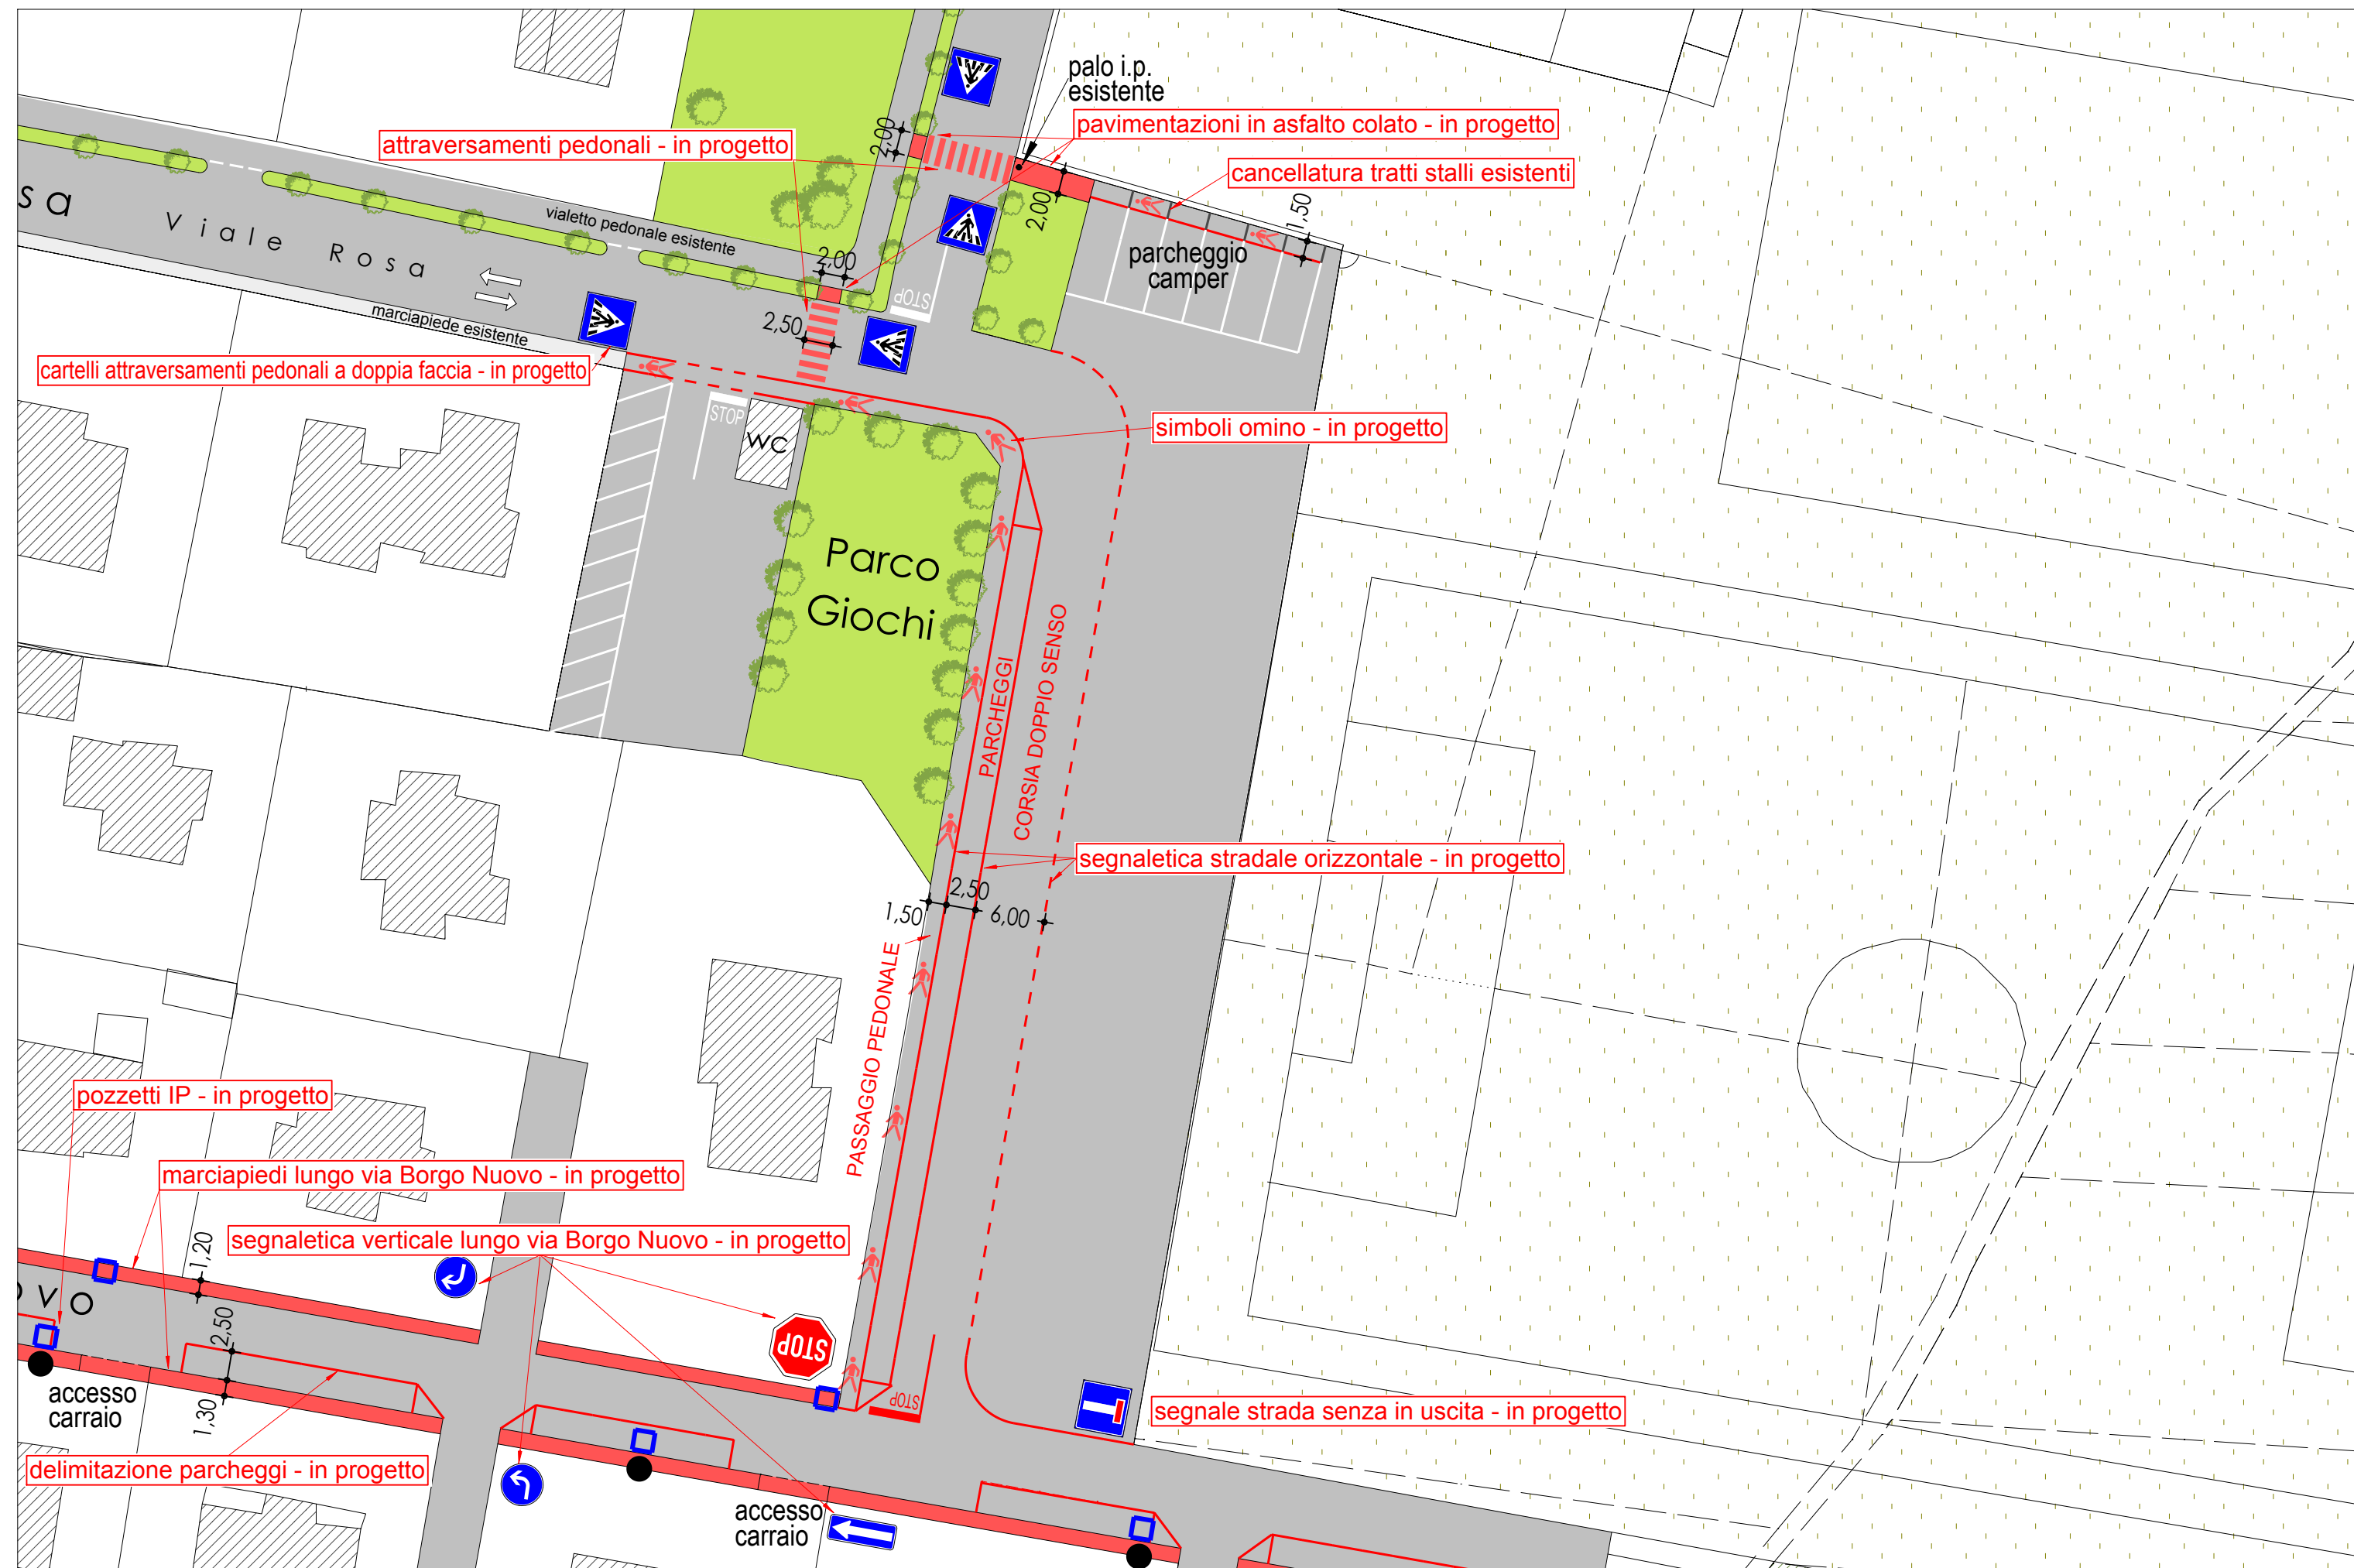 palo i.p.
esistente
pavimentazioni in asfalto colato - in progetto
attraversamenti pedonali - in progetto
2,00
cancellatura tratti stalli esistenti
2,00
1,50
sa
Viale Rosa
vialetto pedonale esistente
parcheggio
camper
2,00
STOP
marciapiede esistente
2,50
cartelli attraversamenti pedonali a doppia faccia - in progetto
STOP
WC
simboli omino - in progetto
Parco
Giochi
PARCHEGGI
CORSIA DOPPIO SENSO
segnaletica stradale orizzontale - in progetto
1,50
2,50
6,00
PASSAGGIO PEDONALE
pozzetti IP - in progetto
marciapiedi lungo via Borgo Nuovo - in progetto
segnaletica verticale lungo via Borgo Nuovo - in progetto
1,20
ovo
2,50
STOP
accesso
carraio
1,30
STOP
segnale strada senza in uscita - in progetto
delimitazione parcheggi - in progetto
accesso
carraio